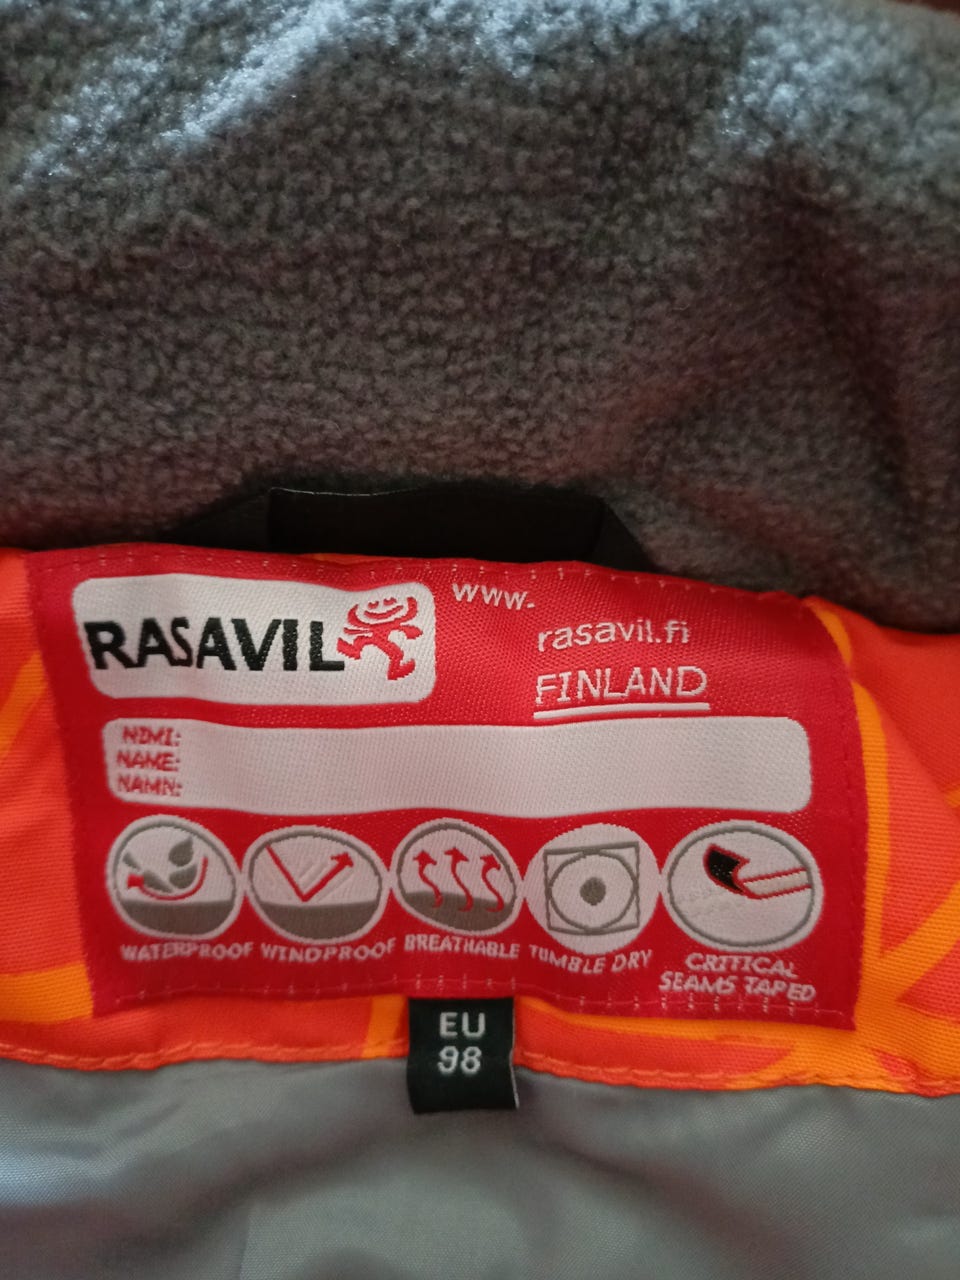 RASAVIL
www.
rasavil.fi
FINLAND
NIMI:
NAME:
NAMN:
WATERPROOF
WINDPROOF
BREATHABLE
TUMBLE DRY
CRITICAL
SEAMS TAPED
EU
98